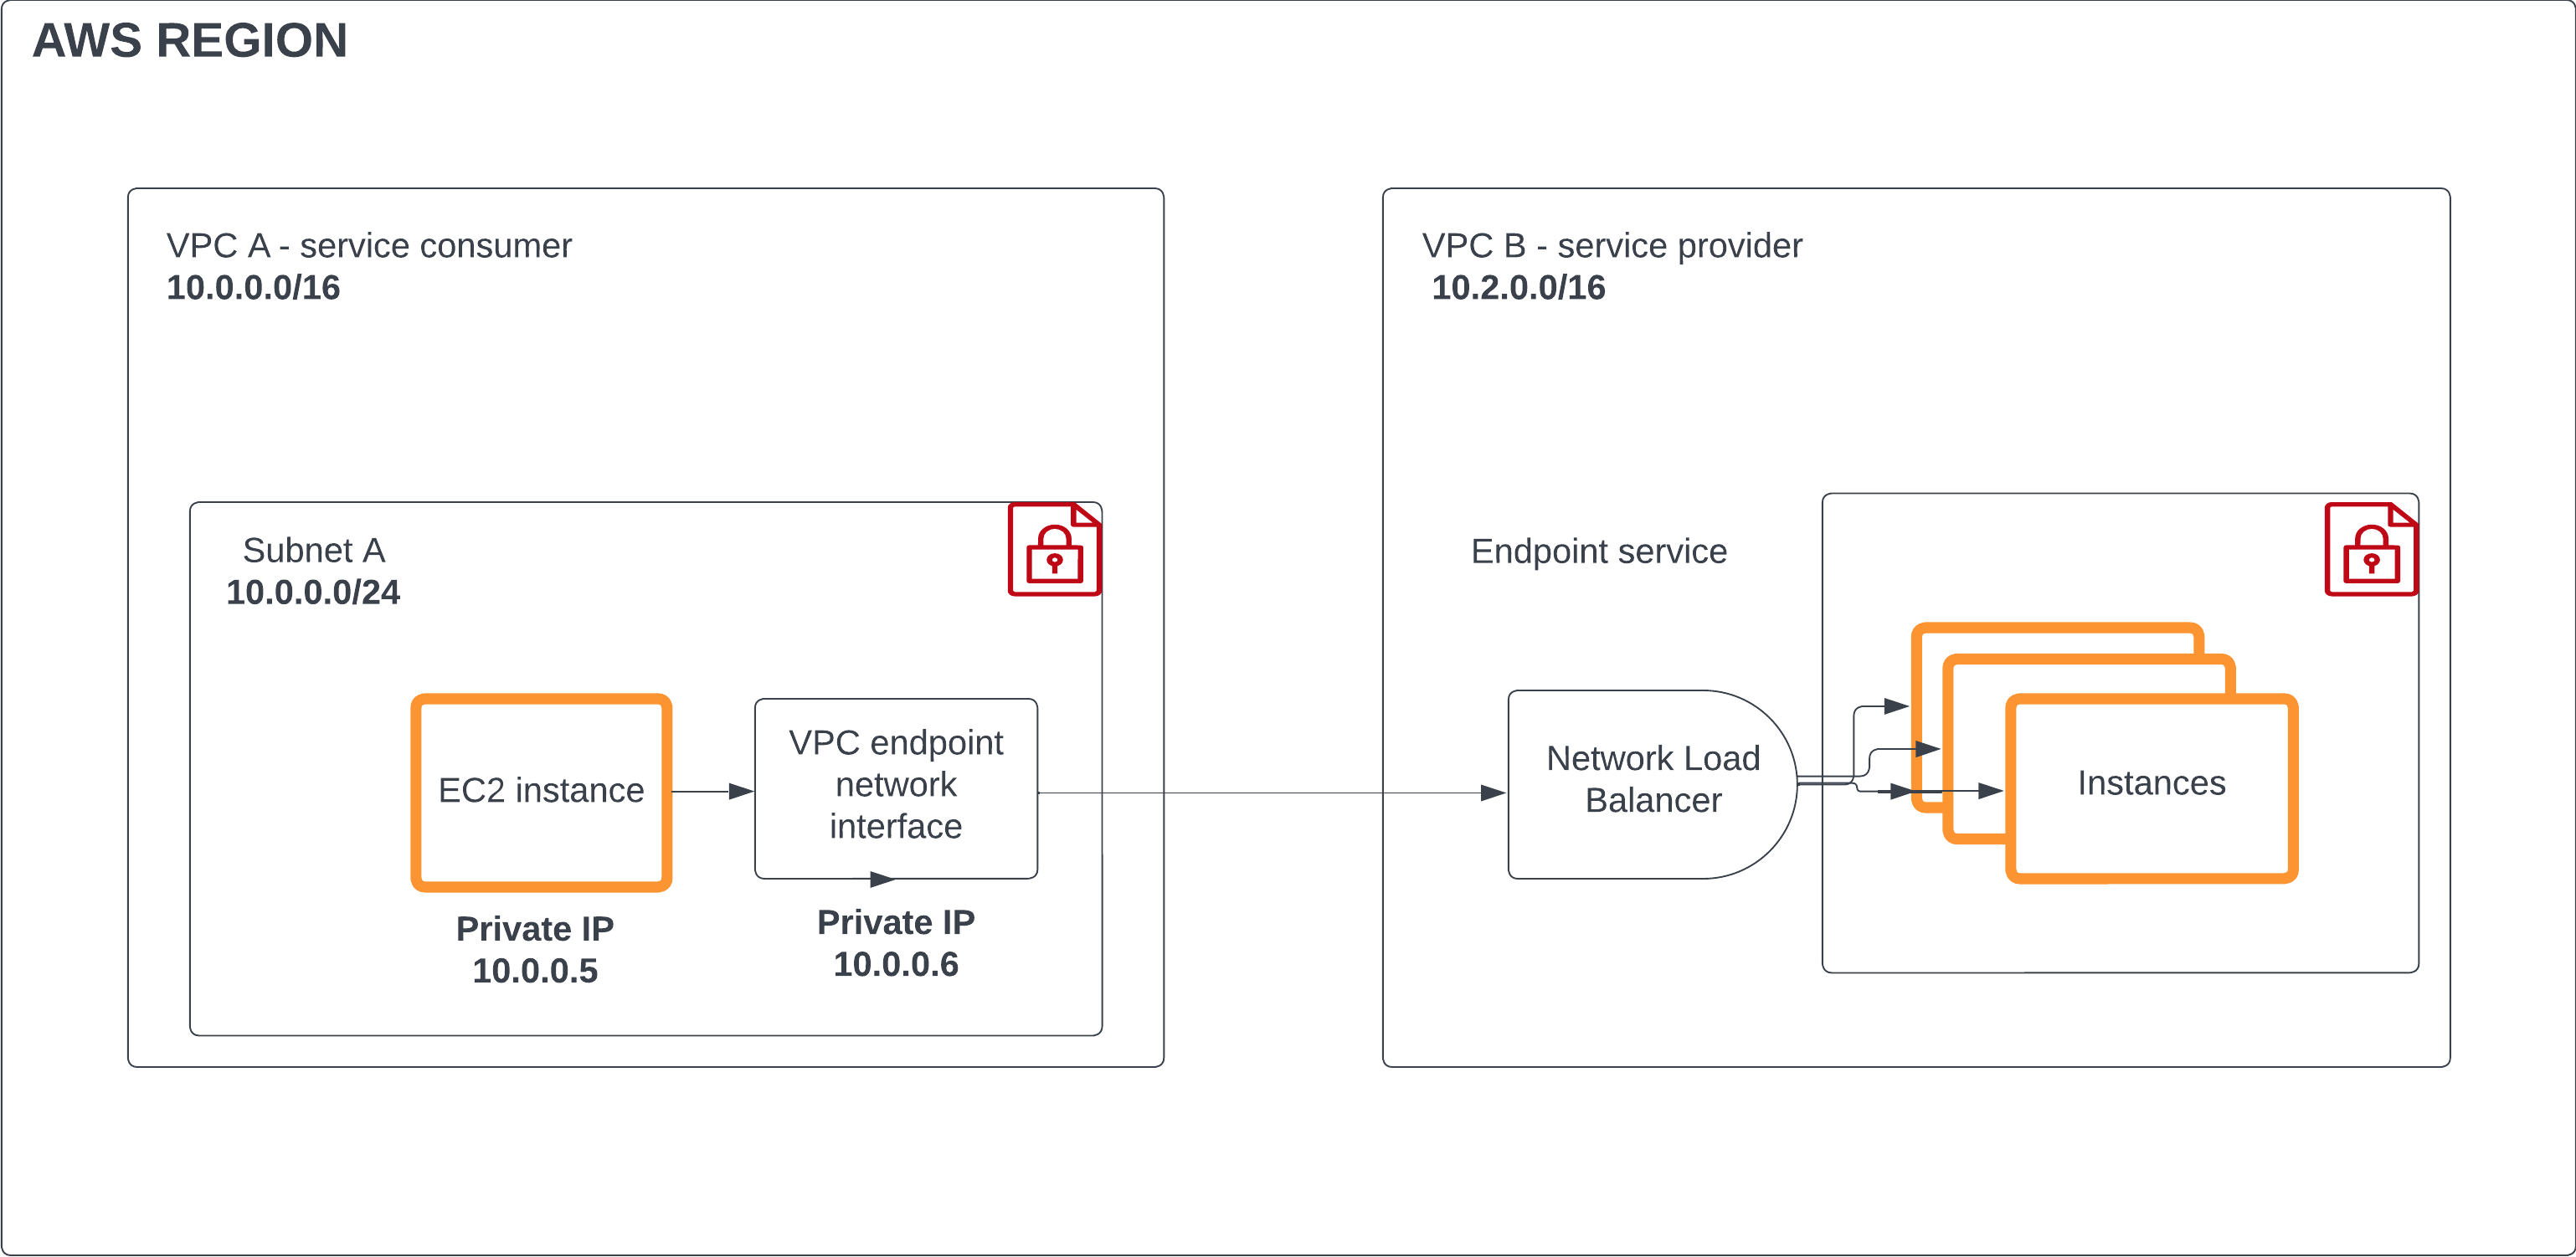 AWS REGION
VPC A - service consumer
10.0.0.0/16
Subnet A
10.0.0.0/24
EC2 instance
Private IP
10.0.0.5
VPC endpoint
network
interface
Private IP
10.0.0.6
VPC B - service provider
10.2.0.0/16
Endpoint service
Network Load
Balancer
Instances